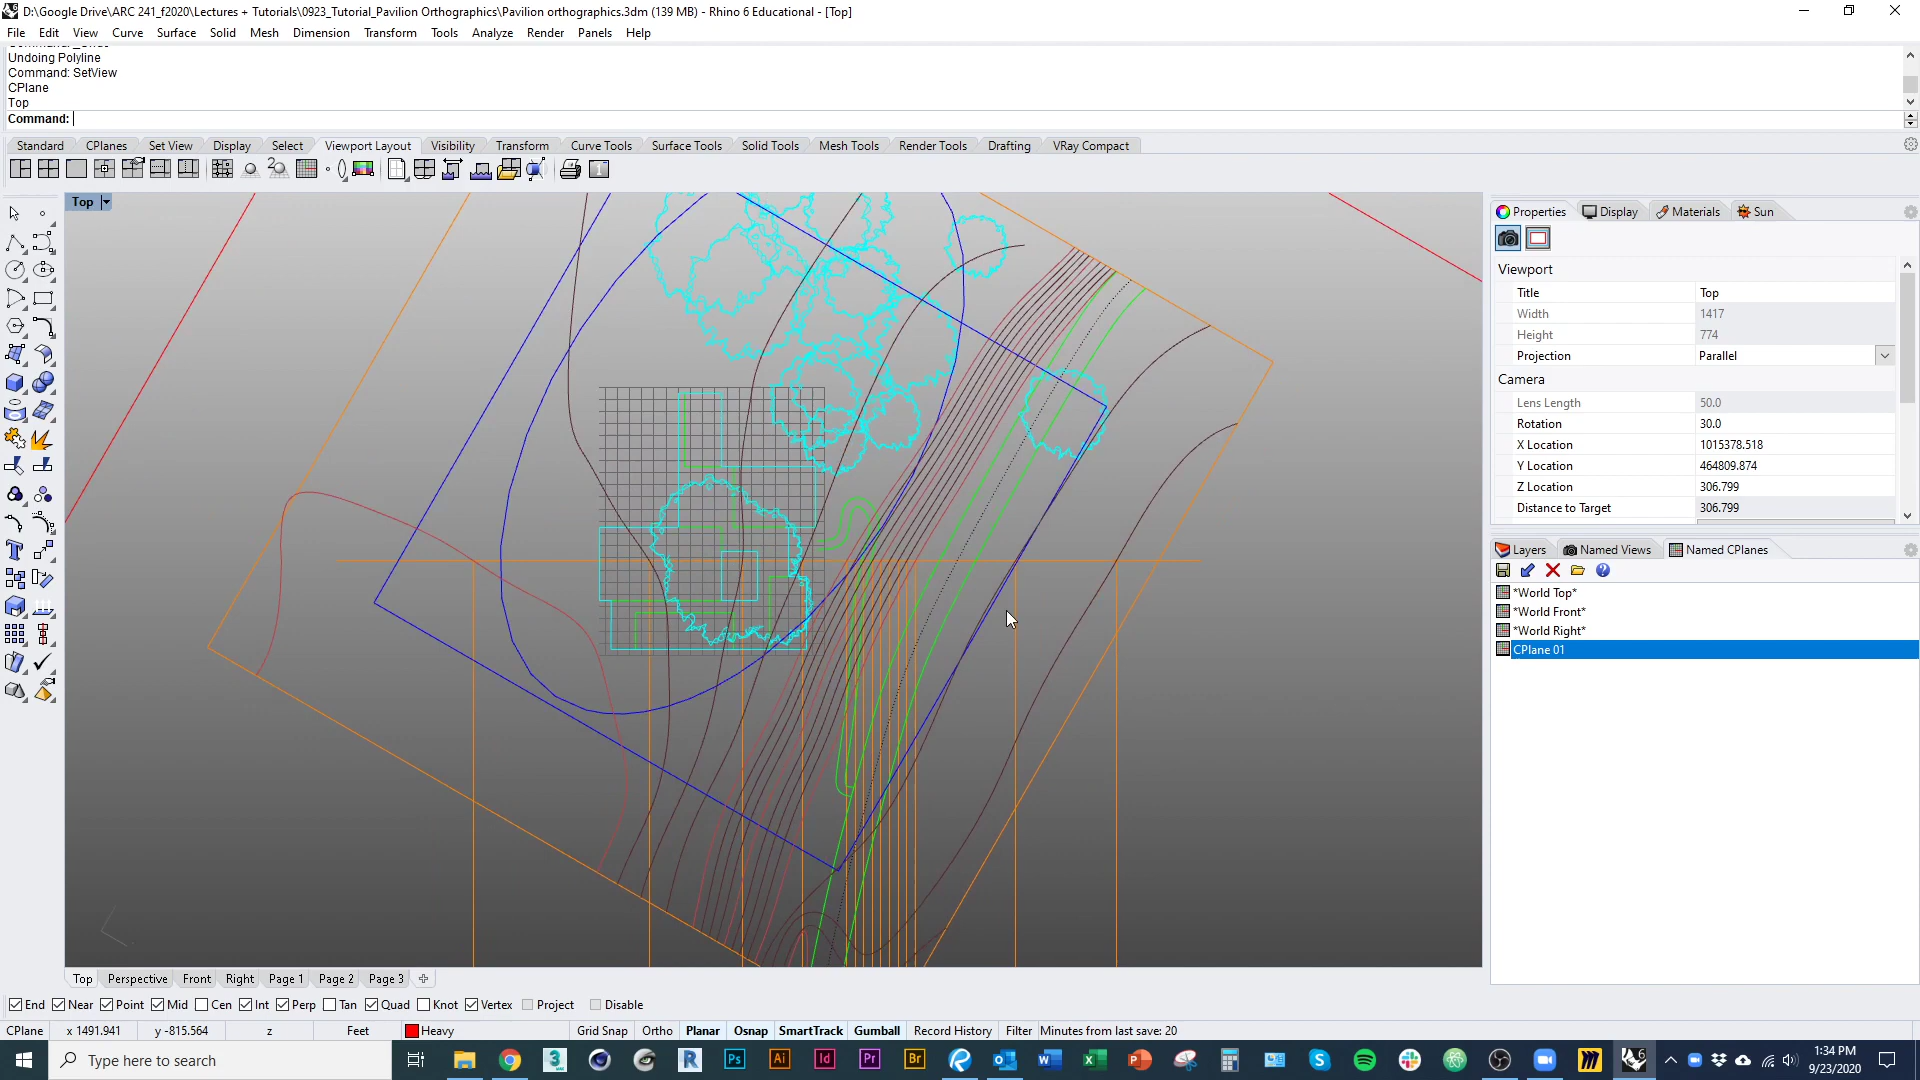 D:\Google Drive\ARC 241_f2020\Lectures + Tutorials\0923_Tutorial_Pavilion Orthographics\Pavilion orthographics.3dm (139 MB) - Rhino 6 Educational - [Top]
File Edit View Curve Surface Solid Mesh Dimension Transform Tools Analyze Render Panels Help
Undoing Polyline
Command: SetView
CPlane
Top
Command:
Standard CPlanes Set View Display Select Viewport Layout Visibility Transform Curve Tools Surface Tools Solid Tools Mesh Tools Render Tools Drafting VRay Compact
Top
Properties Display Materials Sun
Viewport
Title Top
Width 1417
Height 774
Projection Parallel
Camera
Lens Length 50.0
Rotation 30.0
X Location 1015378.518
Y Location 464809.874
Z Location 306.799
Distance to Target 306.799
Layers Named Views Named CPlanes
*World Top*
*World Front*
*World Right*
CPlane 01
Top Perspective Front Right Page 1 Page 2 Page 3
End Near Point Mid Cen Int Perp Tan Quad Knot Vertex Project Disable
CPlane x 1491.941 y -815.564 z Feet Heavy Grid Snap Ortho Planar Osnap SmartTrack Gumball Record History Filter Minutes from last save: 20
Type here to search
1:34 PM
9/23/2020